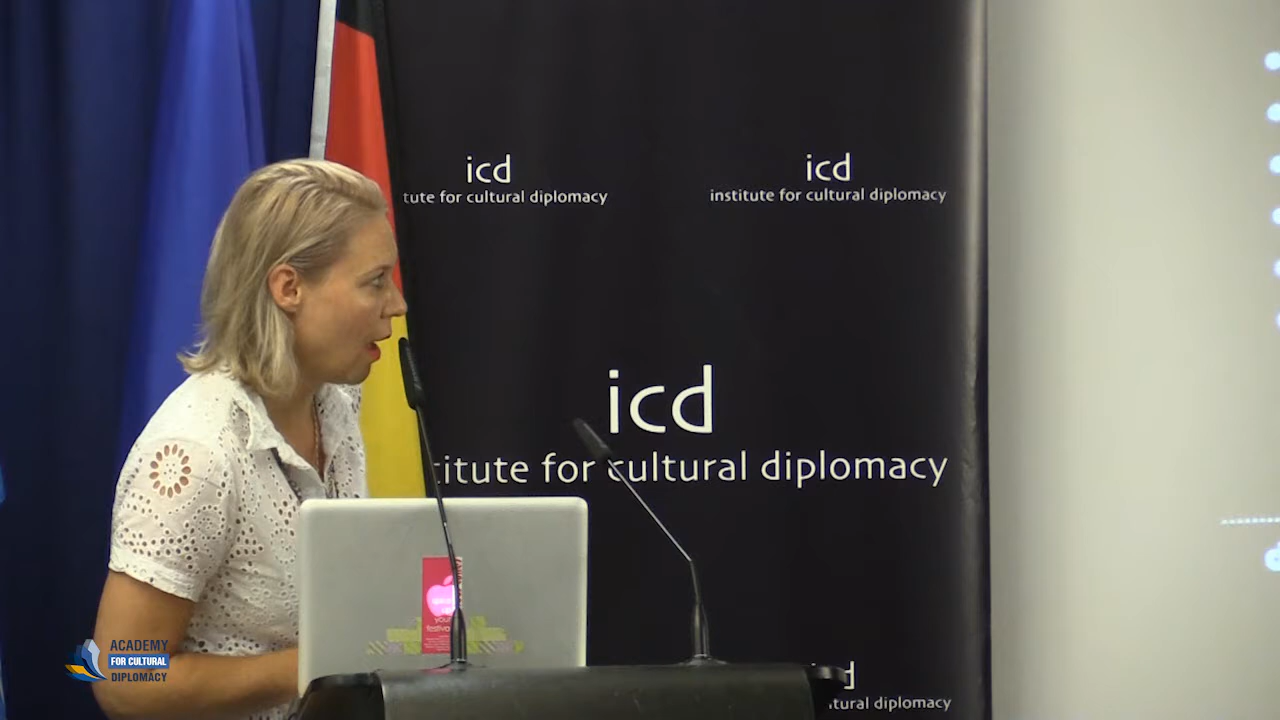 icd
tute for cultural diplomacy
icd
institute for cultural diplomacy
icd
titute for cultural diplomacy
d
tural diplomacy
ACADEMY
FOR CULTURAL
DIPLOMACY